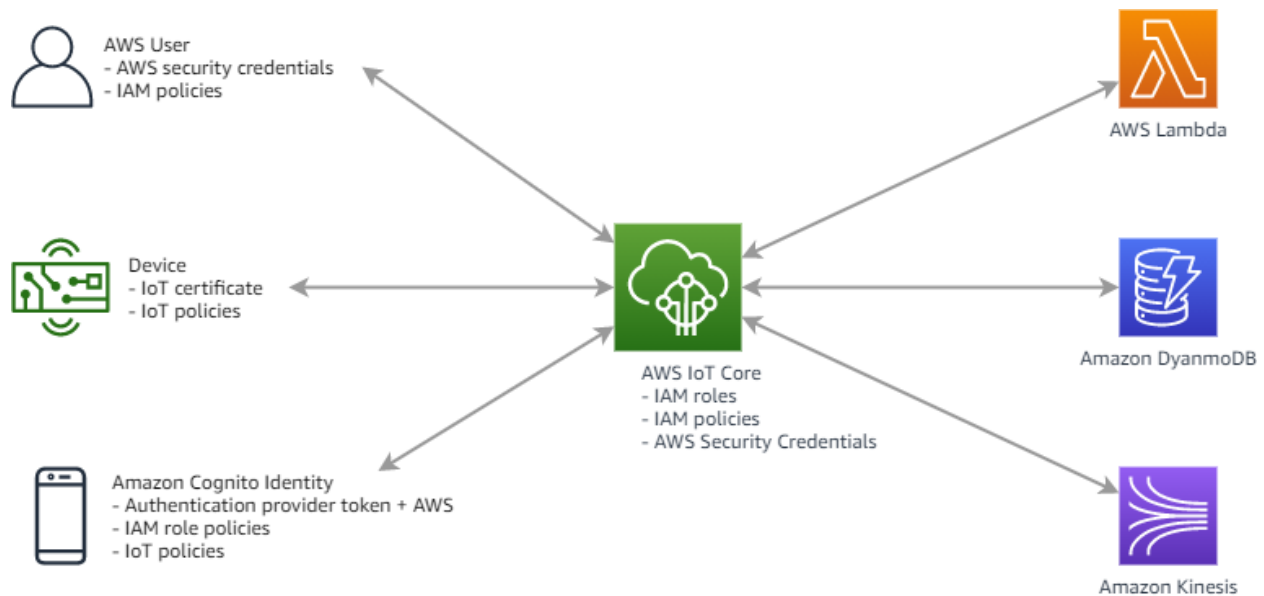 AWS User
- AWS security credentials
- IAM policies
Device
- IoT certificate
- IoT policies
Amazon Cognito Identity
- Authentication provider token + AWS
- IAM role policies
- IoT policies
AWS IoT Core
- IAM roles
- IAM policies
- AWS Security Credentials
AWS Lambda
Amazon DyanmoDB
Amazon Kinesis